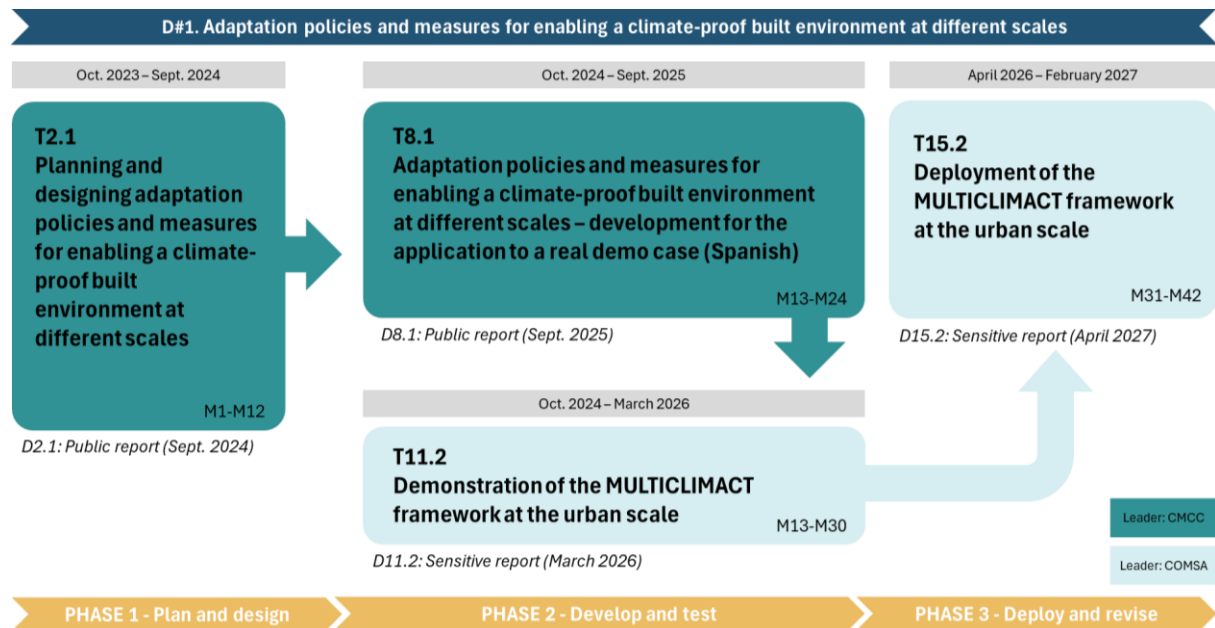 D#1. Adaptation policies and measures for enabling a climate-proof built environment at different scales
Oct. 2023 – Sept. 2024
T2.1
Planning and
designing adaptation
policies and measures
for enabling a climate-
proof built
environment at
different scales
M1-M12
D2.1: Public report (Sept. 2024)
Oct. 2024 – Sept. 2025
T8.1
Adaptation policies and measures for
enabling a climate-proof built environment
at different scales – development for the
application to a real demo case (Spanish)
M13-M24
D8.1: Public report (Sept. 2025)
Oct. 2024 – March 2026
T11.2
Demonstration of the MULTICLIMACT
framework at the urban scale
M13-M30
D11.2: Sensitive report (March 2026)
April 2026 – February 2027
T15.2
Deployment of the
MULTICLIMACT framework
at the urban scale
M31-M42
D15.2: Sensitive report (April 2027)
Leader: CMCC
Leader: COMSA
PHASE 1 - Plan and design
PHASE 2 - Develop and test
PHASE 3 - Deploy and revise